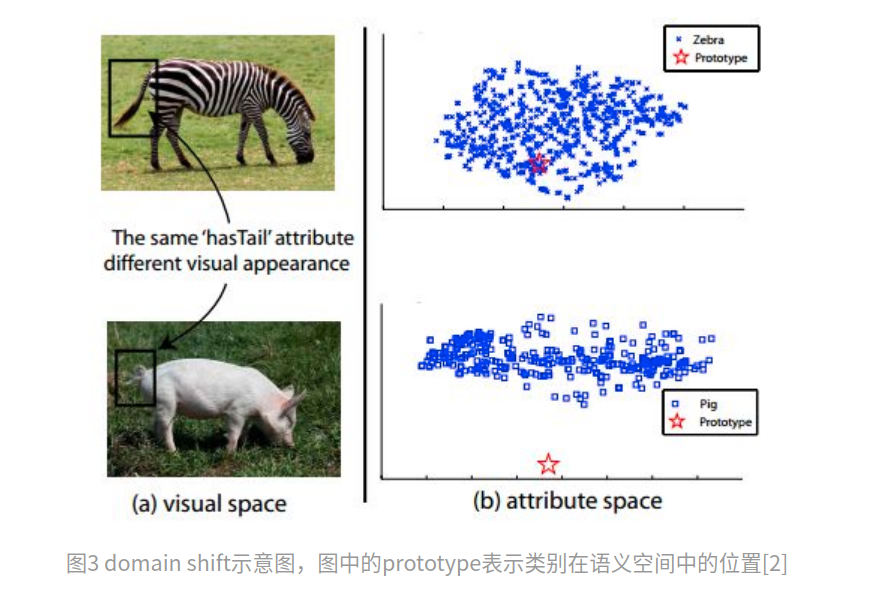 Zebra
Prototype
The same 'hasTail' attribute
different visual appearance
Pig
Prototype
(a) visual space
(b) attribute space
图3 domain shift示意图，图中的prototype表示类别在语义空间中的位置[2]